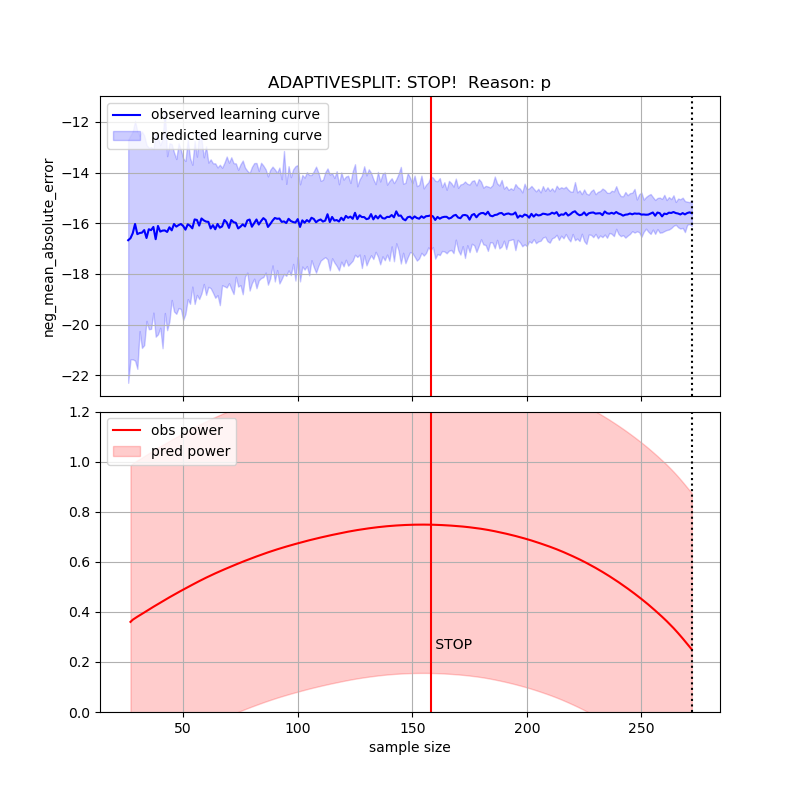 ADAPTIVESPLIT: STOP!  Reason: p
observed learning curve
predicted learning curve
neg_mean_absolute_error
−12
−14
−16
−18
−20
−22
obs power
pred power
1.2
1.0
0.8
0.6
0.4
0.2
0.0
STOP
50 100 150 200 250
sample size